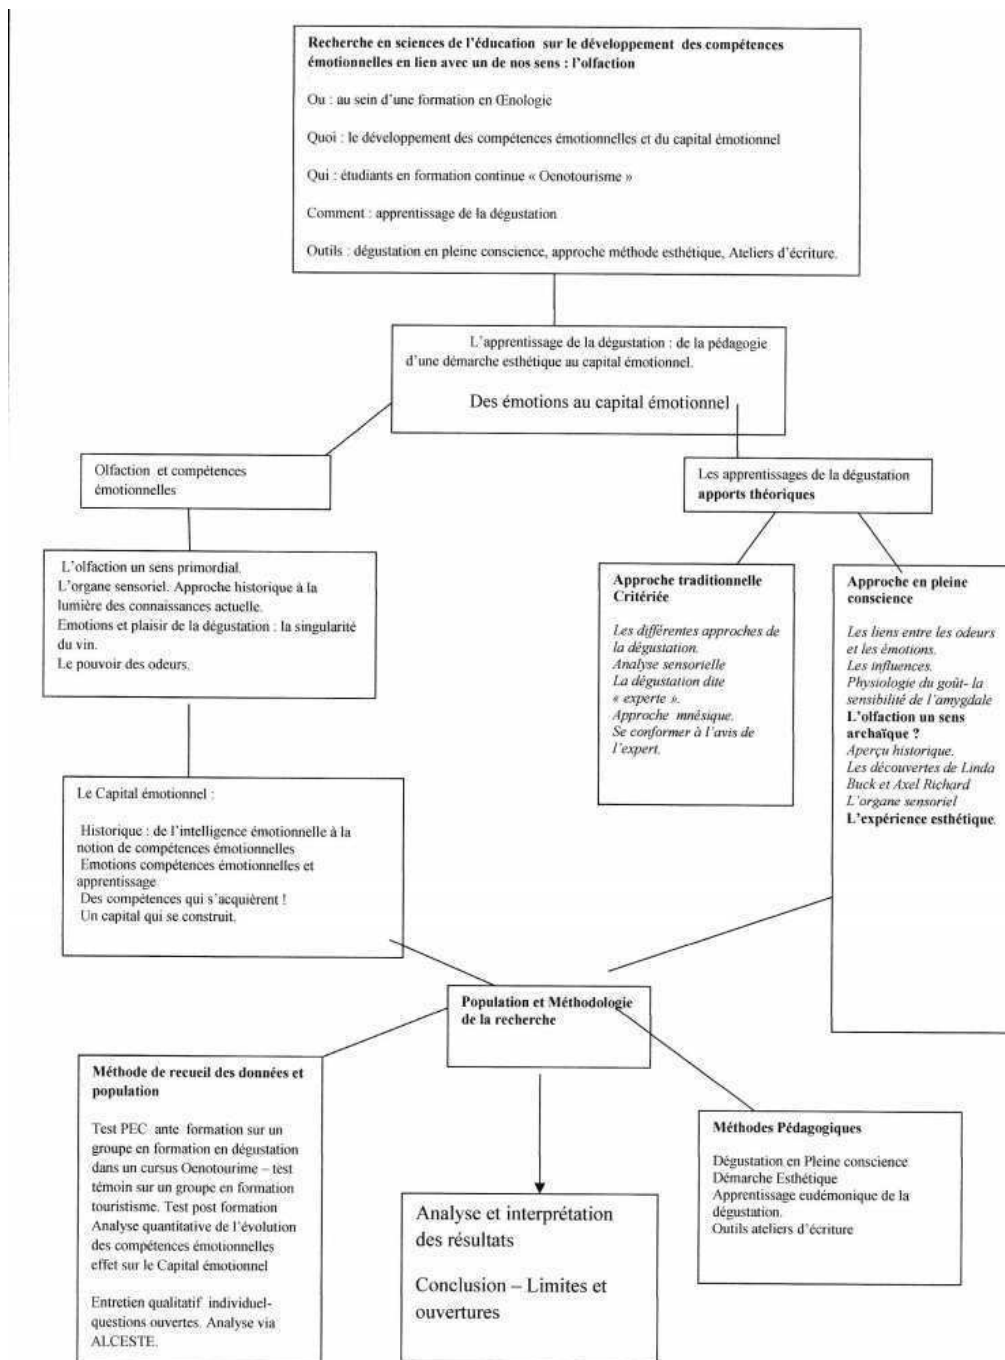 Recherche en sciences de l'éducation sur le développement des compétences
émotionnelles en lien avec un de nos sens : l'olfaction
Ou : au sein d'une formation en Œnologie
Quoi : le développement des compétences émotionnelles et du capital émotionnel
Qui : étudiants en formation continue « Oenotourisme »
Comment : apprentissage de la dégustation
Outils : dégustation en pleine conscience, approche méthode esthétique, Ateliers d'écriture.
L'apprentissage de la dégustation : de la pédagogie
d'une démarche esthétique au capital émotionnel.
Des émotions au capital émotionnel
Olfaction et compétences
émotionnelles
Les apprentissages de la dégustation
apports théoriques
L'olfaction un sens primordial.
L'organe sensoriel. Approche historique à la
lumière des connaissances actuelle.
Emotions et plaisir de la dégustation : la singularité
du vin.
Le pouvoir des odeurs.
Approche traditionnelle
Critériée
Les différentes approches de
la dégustation.
Analyse sensorielle
La dégustation dite
« experte ».
Approche mnésique.
Se conformer à l'avis de
l'expert.
Approche en pleine
conscience
Les liens entre les odeurs
et les émotions.
Les influences.
Physiologie du goût- la
sensibilité de l'amygdale
L'olfaction un sens
archaïque ?
Aperçu historique.
Les découvertes de Linda
Buck et Axel Richard
L'organe sensoriel
L'expérience esthétique.
Le Capital émotionnel :
Historique : de l'intelligence émotionnelle à la
notion de compétences émotionnelles
Emotions compétences émotionnelles et
apprentissage
Des compétences qui s'acquièrent !
Un capital qui se construit.
Population et Méthodologie
de la recherche
Méthode de recueil des données et
population
Test PEC ante formation sur un
groupe en formation en dégustation
dans un cursus Oenotourime – test
témoin sur un groupe en formation
touristisme. Test post formation
Analyse quantitative de l'évolution
des compétences émotionnelles
effet sur le Capital émotionnel
Entretien qualitatif individuel-
questions ouvertes. Analyse via
ALCESTE.
Analyse et interprétation
des résultats
Conclusion – Limites et
ouvertures
Méthodes Pédagogiques
Dégustation en Pleine conscience
Démarche Esthétique
Apprentissage eudémonique de la
dégustation.
Outils ateliers d'écriture